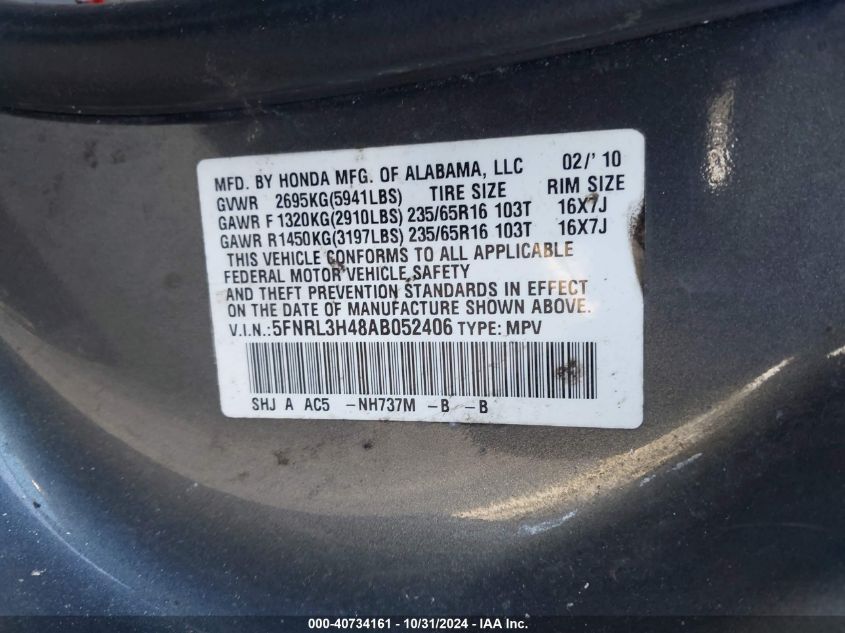 MFD. BY HONDA MFG. OF ALABAMA, LLC 02/'10
GVWR 2695KG(5941LBS) TIRE SIZE RIM SIZE
GAWR F 1320KG(2910LBS) 235/65R16 103T 16X7J
GAWR R1450KG(3197LBS) 235/65R16 103T 16X7J
THIS VEHICLE CONFORMS TO ALL APPLICABLE
FEDERAL MOTOR VEHICLE SAFETY
AND THEFT PREVENTION STANDARDS IN EFFECT
ON THE DATE OF MANUFACTURE SHOWN ABOVE.
V.I.N.: 5FNRL3H48AB052406 TYPE: MPV
SHJ A AC5 -NH737M -B -B
000-40734161 - 10/31/2024 - © IAA, Inc.